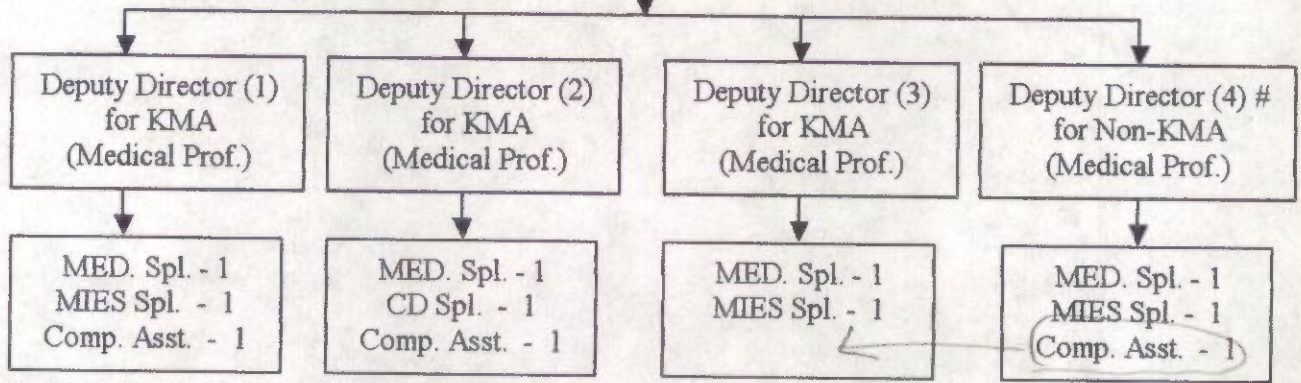 Deputy Director (1)
for KMA
(Medical Prof.)
Deputy Director (2)
for KMA
(Medical Prof.)
Deputy Director (3)
for KMA
(Medical Prof.)
Deputy Director (4) #
for Non-KMA
(Medical Prof.)
MED. Spl. - 1
MIES Spl. - 1
Comp. Asst. - 1
MED. Spl. - 1
CD Spl. - 1
Comp. Asst. - 1
MED. Spl. - 1
MIES Spl. - 1
MED. Spl. - 1
MIES Spl. - 1
Comp. Asst. - 1